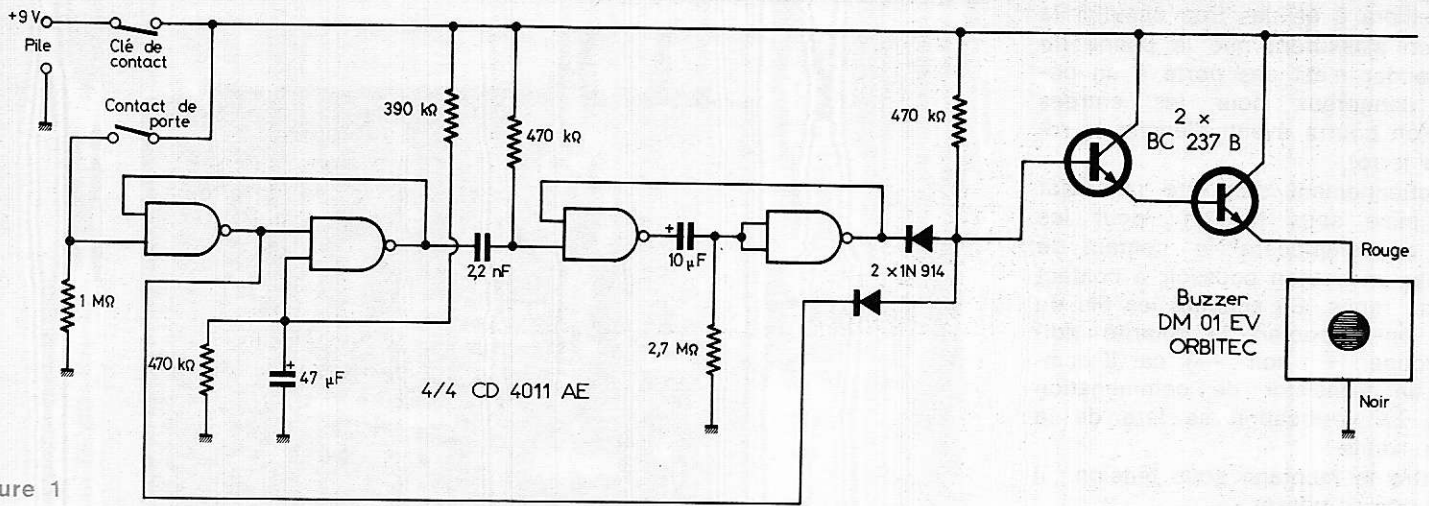 +9 V
Pile
Clé de
contact
Contact de
porte
390 kΩ
470 kΩ
470 kΩ
2 ×
BC 237 B
1 MΩ
2,2 nF
+
10 µF
2 × 1N 914
Rouge
470 kΩ
+
47 µF
4/4 CD 4011 AE
2,7 MΩ
Buzzer
DM 01 EV
ORBITEC
Noir
ure 1